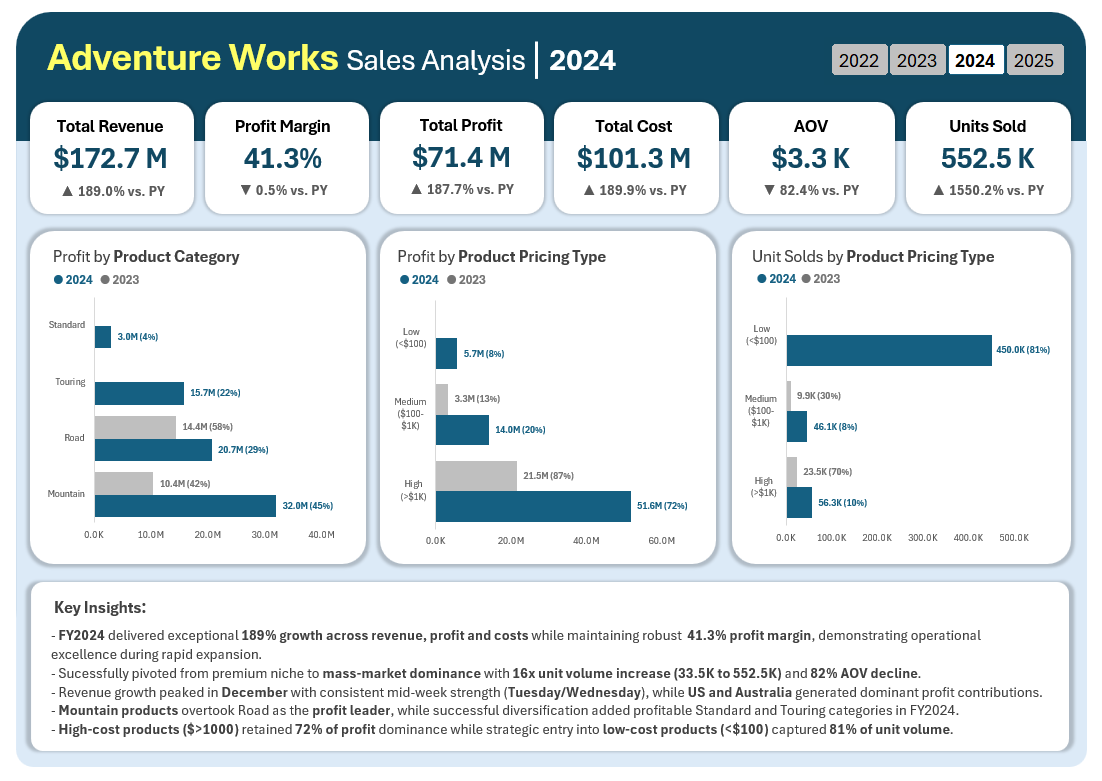 Adventure Works Sales Analysis | 2024
2022 2023 2024 2025
Total Revenue
$172.7 M
▲ 189.0% vs. PY
Profit Margin
41.3%
▼ 0.5% vs. PY
Total Profit
$71.4 M
▲ 187.7% vs. PY
Total Cost
$101.3 M
▲ 189.9% vs. PY
AOV
$3.3 K
▼ 82.4% vs. PY
Units Sold
552.5 K
▲ 1550.2% vs. PY
Profit by Product Category
2024 2023
Standard
3.0M (4%)
Touring
15.7M (22%)
14.4M (58%)
Road
20.7M (29%)
10.4M (42%)
Mountain
32.0M (45%)
0.0K 10.0M 20.0M 30.0M 40.0M
Profit by Product Pricing Type
2024 2023
Low
(<$100)
5.7M (8%)
3.3M (13%)
Medium
($100-
$1K)
14.0M (20%)
21.5M (87%)
High
(>$1K)
51.6M (72%)
0.0K 20.0M 40.0M 60.0M
Unit Solds by Product Pricing Type
2024 2023
Low
(<$100)
450.0K (81%)
9.9K (30%)
Medium
($100-
$1K)
46.1K (8%)
23.5K (70%)
High
(>$1K)
56.3K (10%)
0.0K 100.0K 200.0K 300.0K 400.0K 500.0K
Key Insights:
- FY2024 delivered exceptional 189% growth across revenue, profit and costs while maintaining robust 41.3% profit margin, demonstrating operational
excellence during rapid expansion.
- Sucessfully pivoted from premium niche to mass-market dominance with 16x unit volume increase (33.5K to 552.5K) and 82% AOV decline.
- Revenue growth peaked in December with consistent mid-week strength (Tuesday/Wednesday), while US and Australia generated dominant profit contributions.
- Mountain products overtook Road as the profit leader, while successful diversification added profitable Standard and Touring categories in FY2024.
- High-cost products ($>1000) retained 72% of profit dominance while strategic entry into low-cost products (<$100) captured 81% of unit volume.